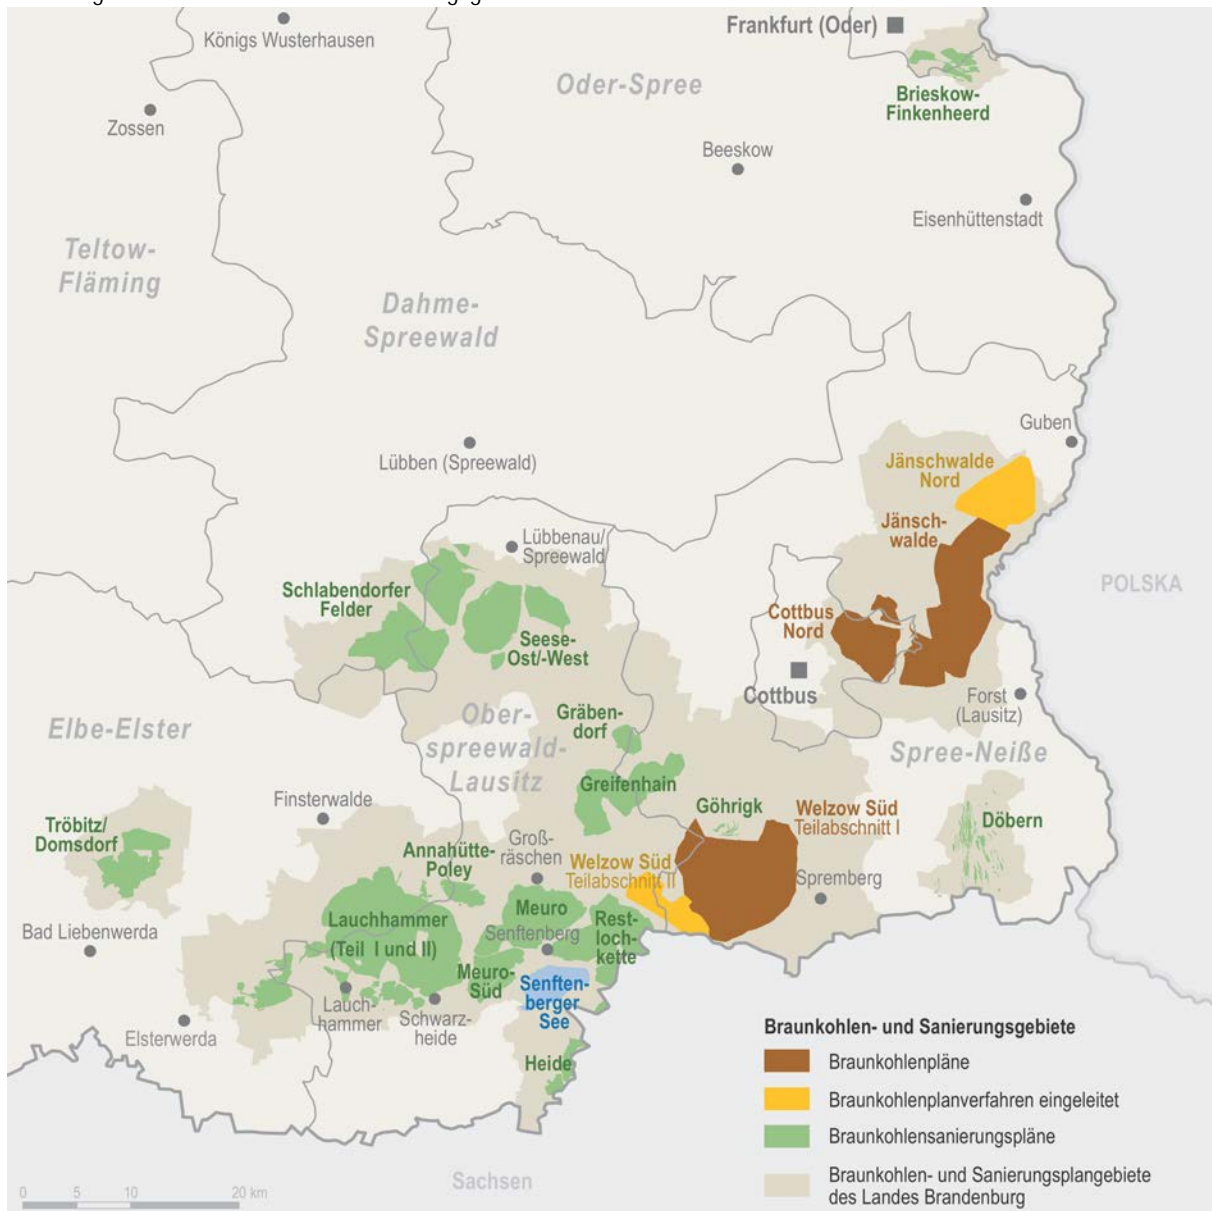 Frankfurt (Oder)
Königs Wusterhausen
Oder-Spree
Brieskow-
Finkenheerd
Zossen
Beeskow
Eisenhüttenstadt
Teltow-
Fläming
Dahme-
Spreewald
Guben
Lübben (Spreewald)
Jänschwalde
Nord
Jänsch-
walde
Lübbenau/
Spreewald
POLSKA
Schlabendorfer
Felder
Cottbus
Nord
Seese-
Ost/-West
Cottbus
Forst
(Lausitz)
Elbe-Elster
Ober-
spreewald-
Lausitz
Gräben-
dorf
Spree-Neiße
Greifenhain
Finsterwalde
Göhrigk
Welzow Süd
Teilabschnitt I
Döbern
Tröbitz/
Domsdorf
Annahütte-
Poley
Groß-
räschen
Welzow Süd
Teilabschnitt II
Spremberg
Bad Liebenwerda
Lauchhammer
(Teil I und II)
Meuro
Senftenberg
Rest-
loch-
kette
Meuro-
Süd
Senften-
berger
See
Lauch-
hammer
Schwarz-
heide
Elsterwerda
Heide
Sachsen
0 5 10 20 km
Braunkohlen- und Sanierungsgebiete
Braunkohlenpläne
Braunkohlenplanverfahren eingeleitet
Braunkohlensanierungspläne
Braunkohlen- und Sanierungsplangebiete
des Landes Brandenburg